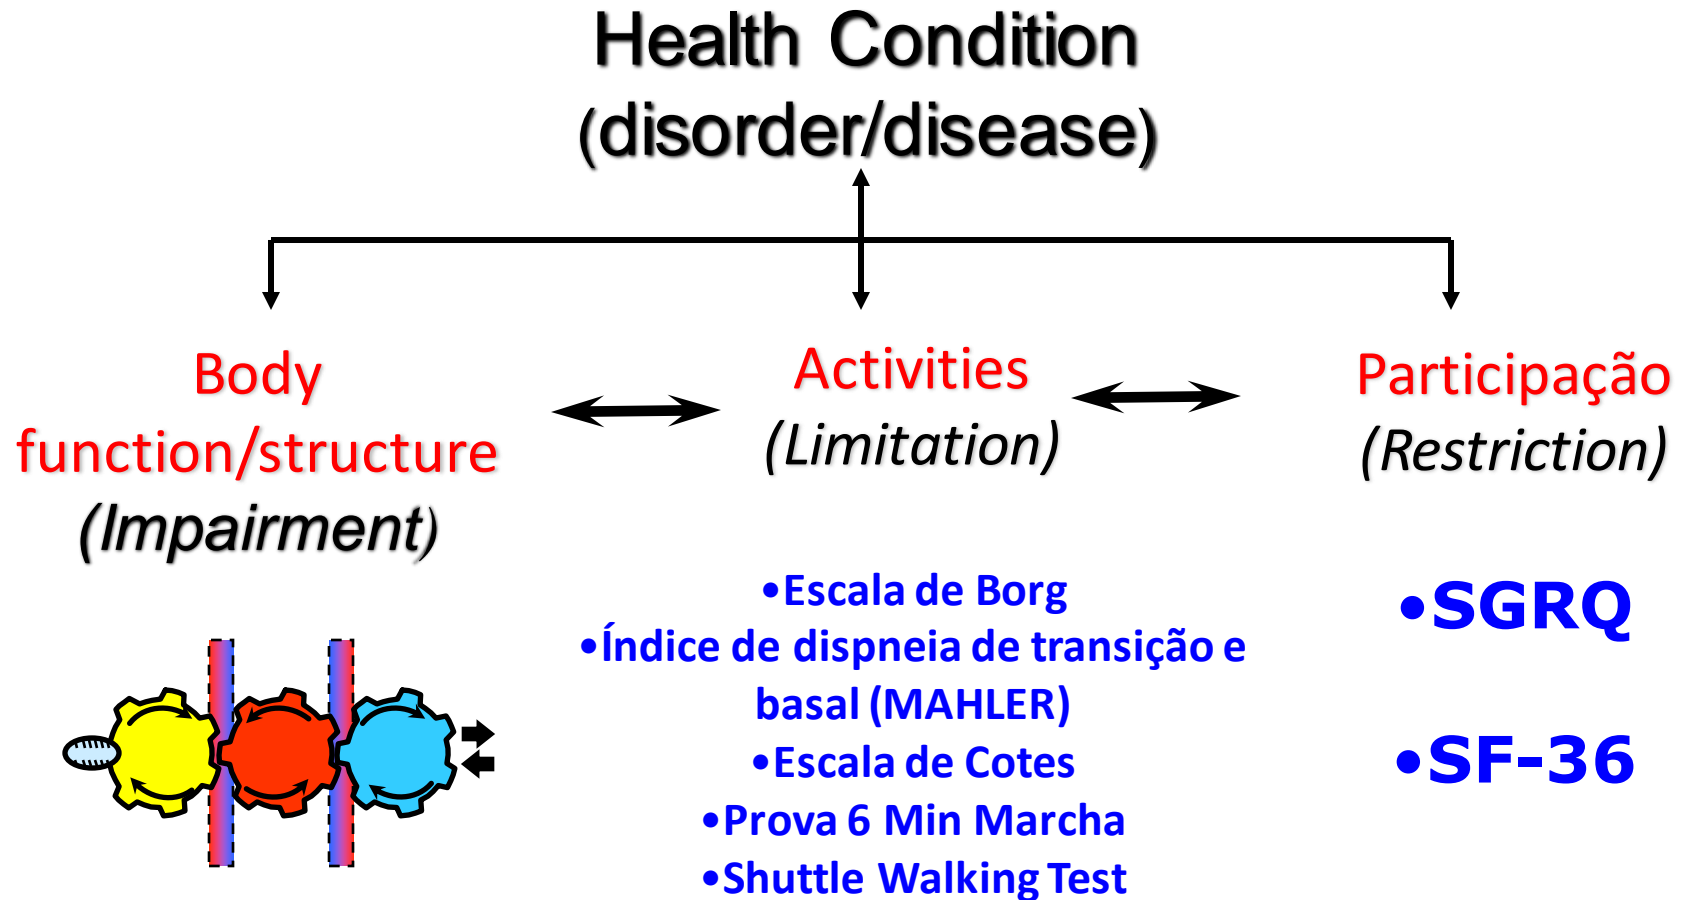 Health Condition
(disorder/disease)
Body
function/structure
(Impairment)
Activities
(Limitation)
•Escala de Borg
•Índice de dispneia de transição e
basal (MAHLER)
•Escala de Cotes
•Prova 6 Min Marcha
•Shuttle Walking Test
Participação
(Restriction)
•SGRQ
•SF-36